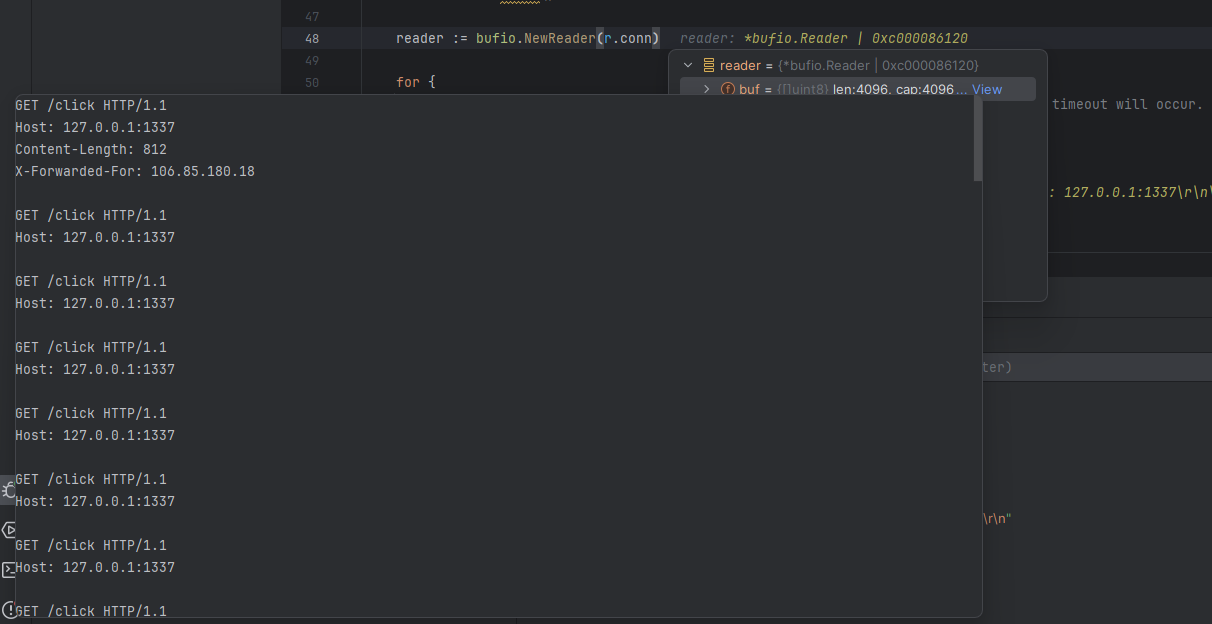 47
48 reader := bufio.NewReader(r.conn) reader: *bufio.Reader | 0xc000086120
49
reader = {*bufio.Reader | 0xc000086120}
50 for {
buf = {[]uint8} len:4096, cap:4096... View
timeout will occur.
GET /click HTTP/1.1
Host: 127.0.0.1:1337
Content-Length: 812
X-Forwarded-For: 106.85.180.18
: 127.0.0.1:1337\r\n\
GET /click HTTP/1.1
Host: 127.0.0.1:1337
GET /click HTTP/1.1
Host: 127.0.0.1:1337
GET /click HTTP/1.1
Host: 127.0.0.1:1337
ter)
GET /click HTTP/1.1
Host: 127.0.0.1:1337
GET /click HTTP/1.1
Host: 127.0.0.1:1337
\r\n"
GET /click HTTP/1.1
Host: 127.0.0.1:1337
GET /click HTTP/1.1